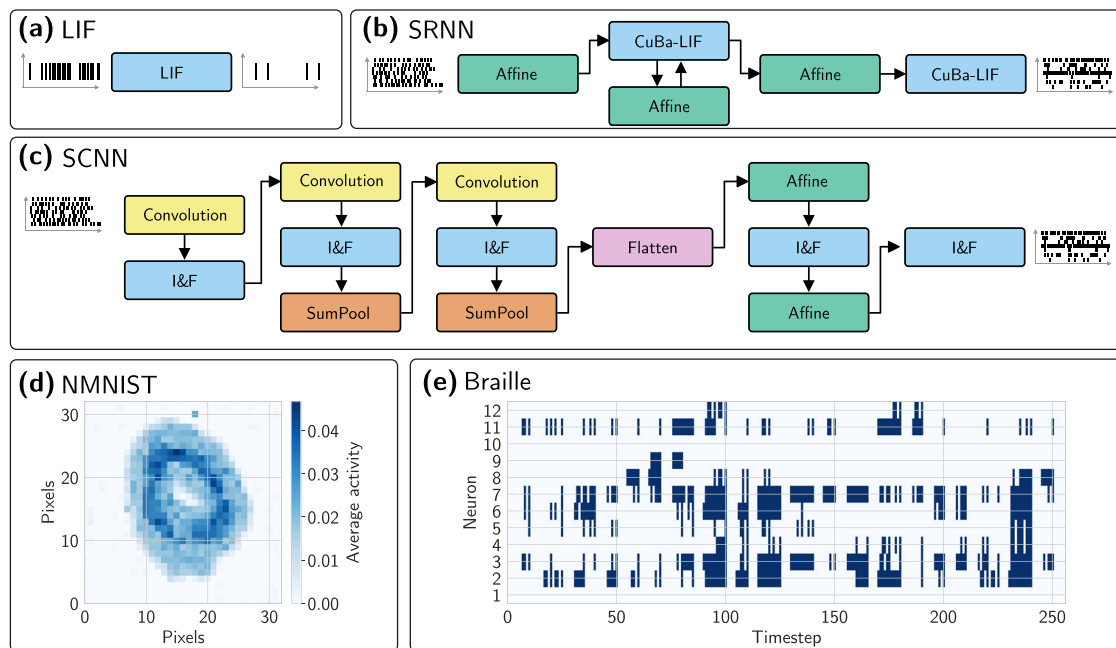 (a) LIF
LIF
(b) SRNN
Affine
CuBa-LIF
Affine
Affine
CuBa-LIF
(c) SCNN
Convolution
I&F
Convolution
I&F
SumPool
Convolution
I&F
SumPool
Flatten
Affine
I&F
Affine
I&F
(d) NMNIST
30
20
10
0
0 10 20 30
Pixels
Pixels
0.04
0.03
0.02
0.01
0.00
Average activity
(e) Braille
12
11
10
9
8
7
6
5
4
3
2
1
Neuron
0 50 100 150 200 250
Timestep